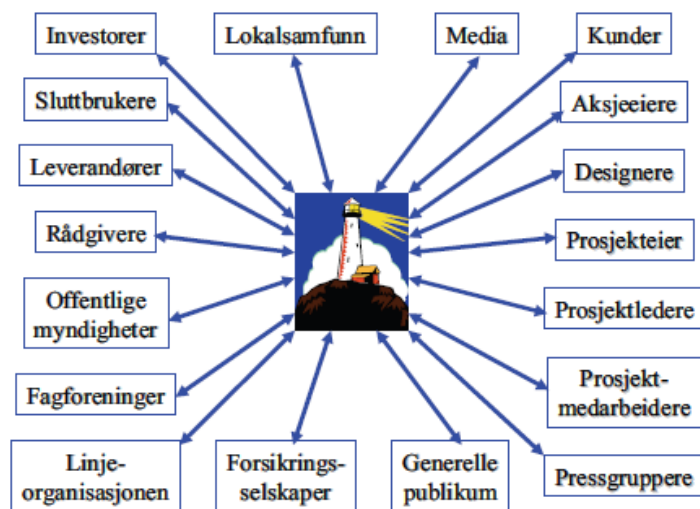 Investorer
Lokalsamfunn
Media
Kunder
Sluttbrukere
Aksjeeiere
Leverandører
Designere
Rådgivere
Prosjekteier
Offentlige
myndigheter
Prosjektledere
Fagforeninger
Prosjekt-
medarbeidere
Linje-
organisasjonen
Forsikrings-
selskaper
Generelle
publikum
Pressgruppere